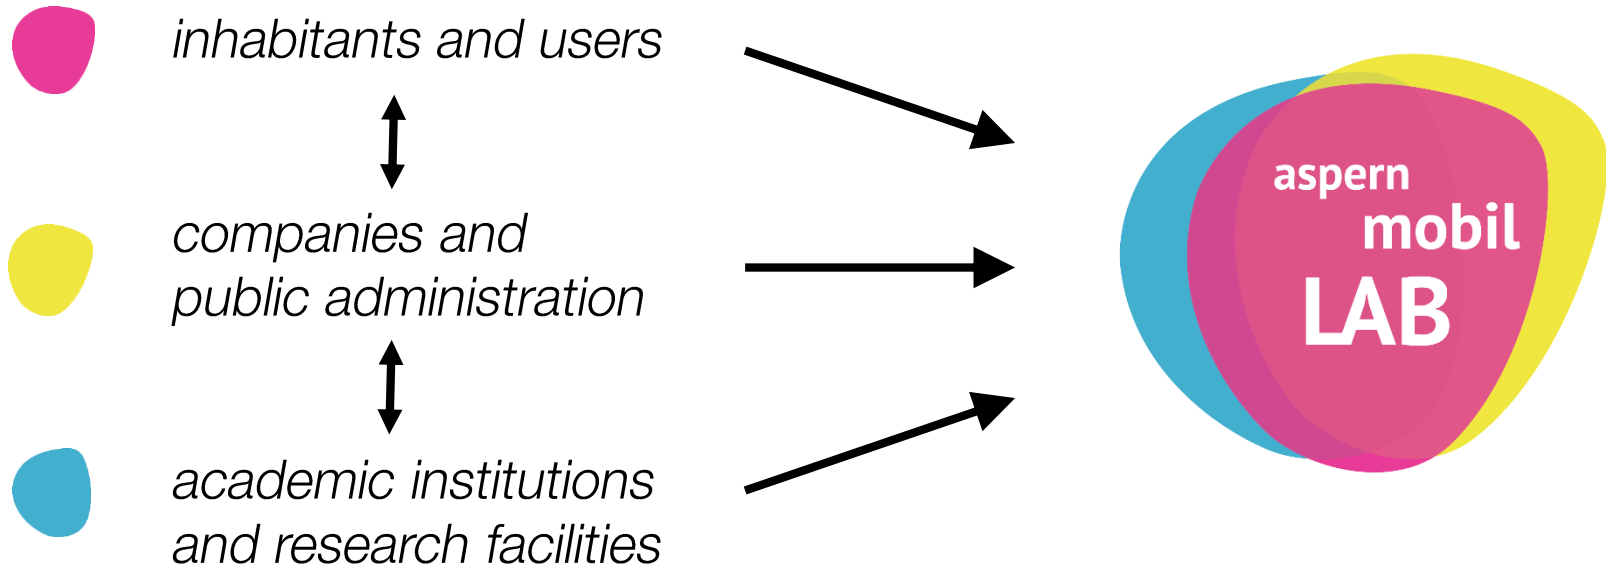 inhabitants and users
companies and
public administration
academic institutions
and research facilities
aspern
mobil
LAB